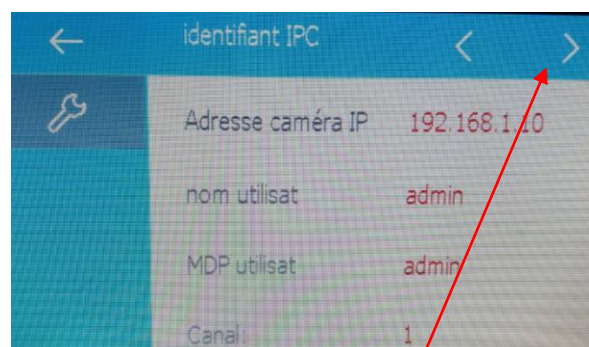 identifiant IPC
Adresse caméra IP 192.168.1.10
nom utilisat admin
MDP utilisat admin
Canal: 1